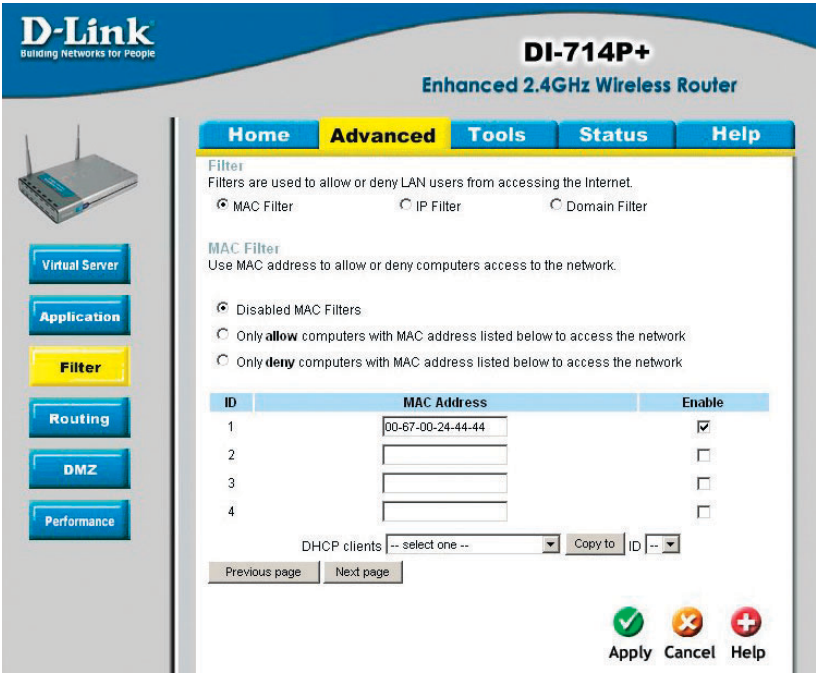 D-Link
Building Networks for People
DI-714P+
Enhanced 2.4GHz Wireless Router
Home Advanced Tools Status Help
Filter
Filters are used to allow or deny LAN users from accessing the Internet.
MAC Filter IP Filter Domain Filter
MAC Filter
Use MAC address to allow or deny computers access to the network.
Disabled MAC Filters
Only allow computers with MAC address listed below to access the network
Only deny computers with MAC address listed below to access the network
Virtual Server
Application
Filter
Routing
DMZ
Performance
ID MAC Address Enable
1 00-67-00-24-44-44
2
3
4
DHCP clients -- select one -- Copy to ID --
Previous page Next page
Apply Cancel Help